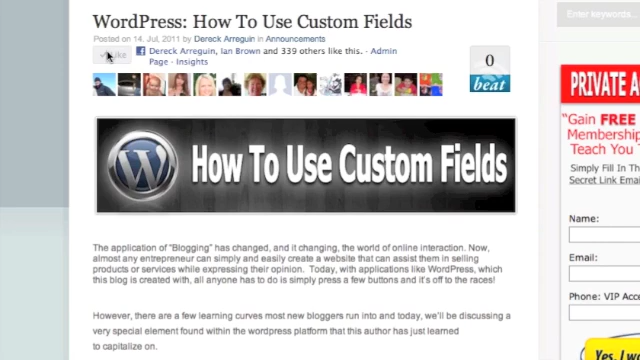 WordPress: How To Use Custom Fields
Posted on 14. Jul, 2011 by Dereck Arreguin in Announcements
Like
Dereck Arreguin, Ian Brown and 339 others like this. · Admin
Page · Insights
0
beat
How To Use Custom Fields
The application of "Blogging" has changed, and it changing, the world of online interaction. Now,
almost any entrepreneur can simply and easily create a website that can assist them in selling
products or services while expressing their opinion. Today, with applications like WordPress, which
this blog is created with, all anyone has to do is simply press a few buttons and it's off to the races!
However, there are a few learning curves most new bloggers run into and today, we'll be discussing a
very special element found within the wordpress platform that this author has just learned
to capitalize on.
Enter keywords...
PRIVATE A
"Gain FREE
Membership
Teach You
Simply Fill In Th
Secret Link Emai
Name:
Email:
Phone: VIP Acce
Yes, I w